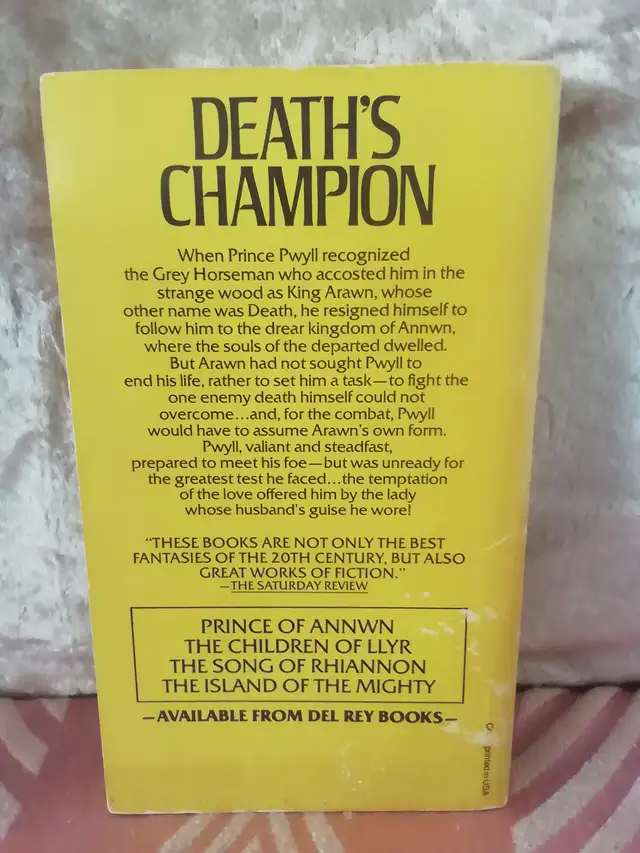 DEATH'S
CHAMPION
When Prince Pwyll recognized
the Grey Horseman who accosted him in the
strange wood as King Arawn, whose
other name was Death, he resigned himself to
follow him to the drear kingdom of Annwn,
where the souls of the departed dwelled.
But Arawn had not sought Pwyll to
end his life, rather to set him a task—to fight the
one enemy death himself could not
overcome...and, for the combat, Pwyll
would have to assume Arawn's own form.
Pwyll, valiant and steadfast,
prepared to meet his foe—but was unready for
the greatest test he faced...the temptation
of the love offered him by the lady
whose husband's guise he wore!
"THESE BOOKS ARE NOT ONLY THE BEST
FANTASIES OF THE 20TH CENTURY, BUT ALSO
GREAT WORKS OF FICTION."
—THE SATURDAY REVIEW
PRINCE OF ANNWN
THE CHILDREN OF LLYR
THE SONG OF RHIANNON
THE ISLAND OF THE MIGHTY
—AVAILABLE FROM DEL REY BOOKS—
printed in USA